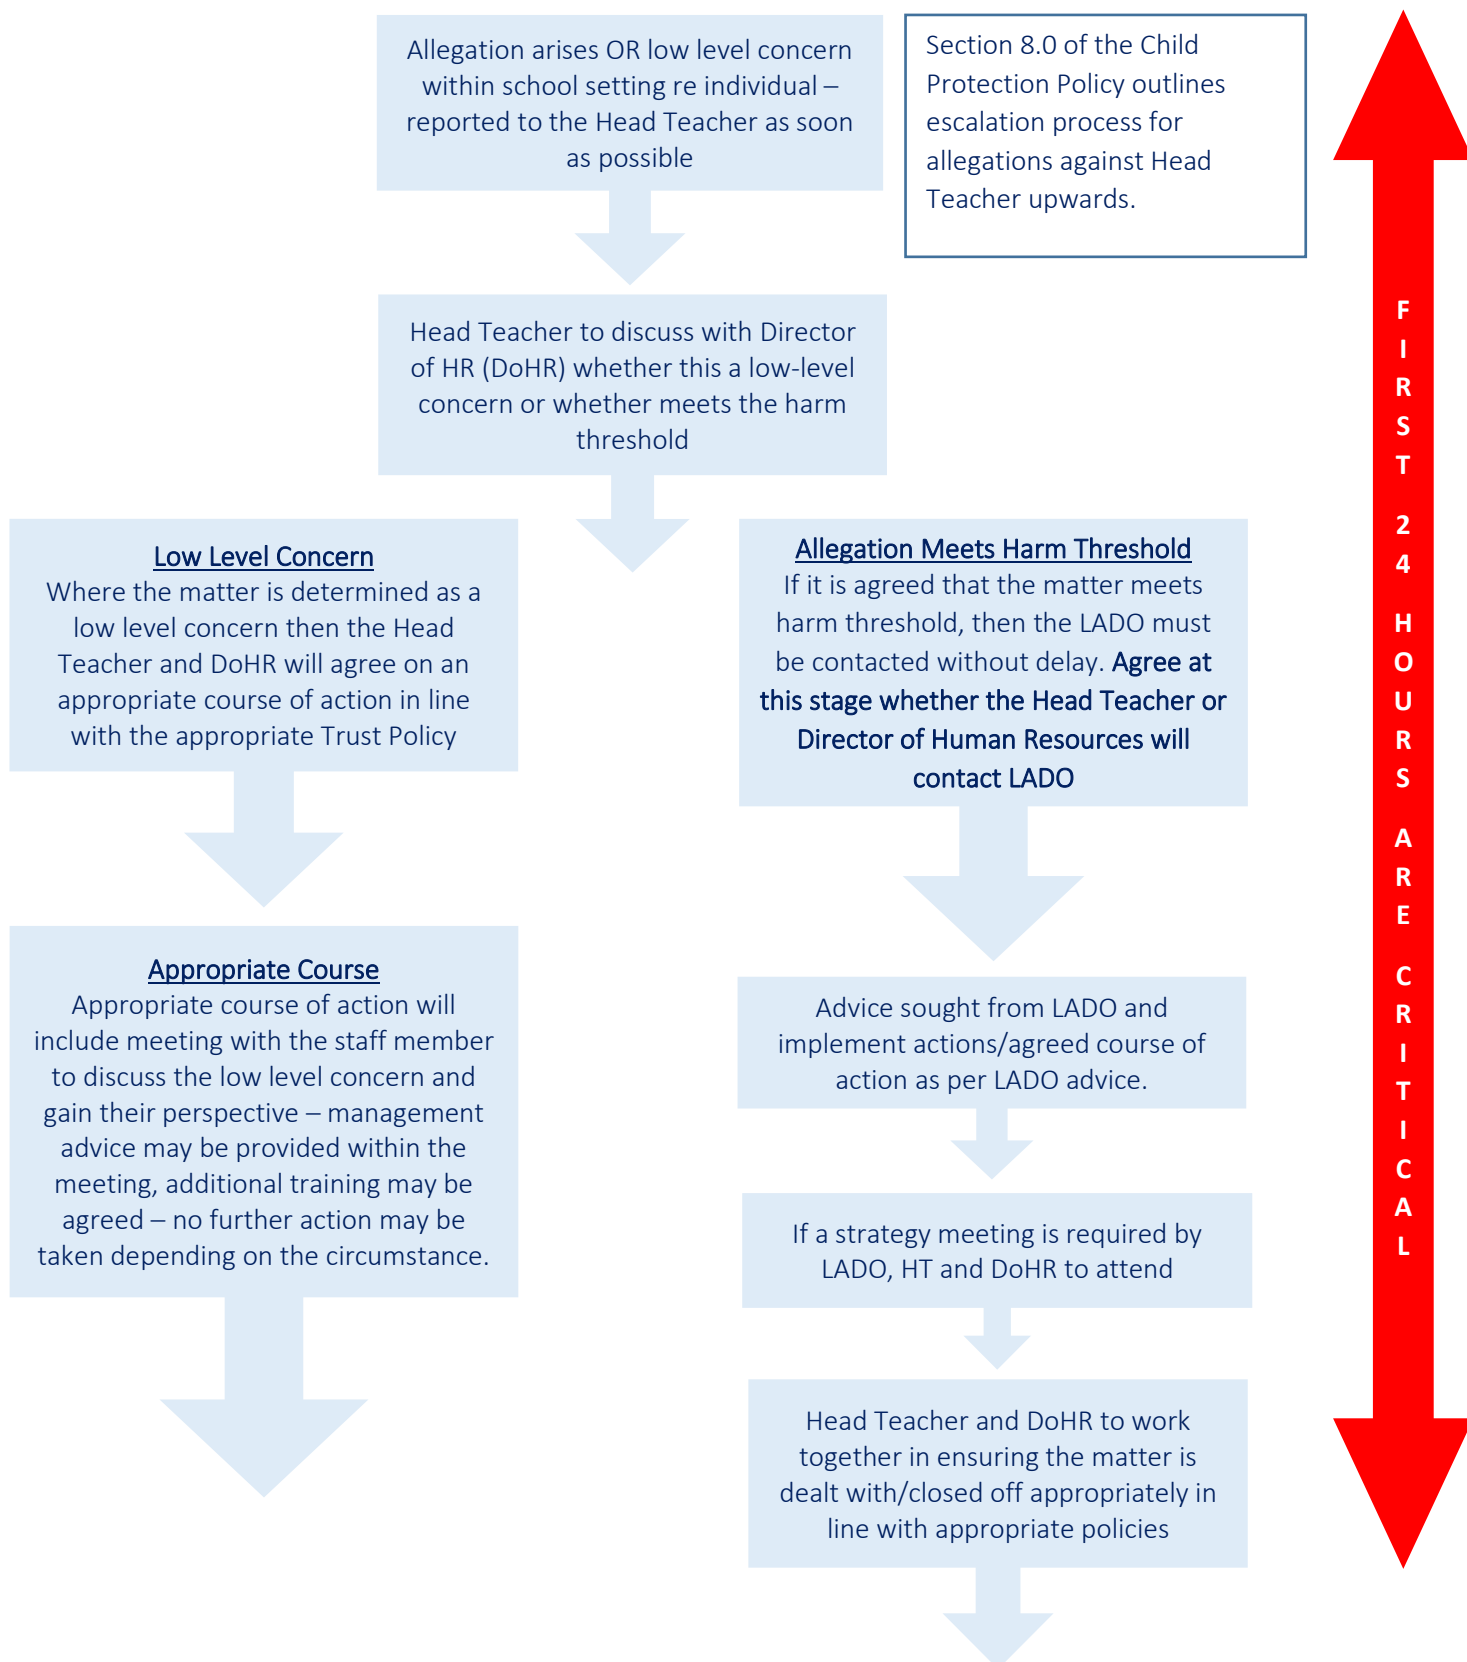 Allegation arises OR low level concern
within school setting re individual –
reported to the Head Teacher as soon
as possible
Section 8.0 of the Child
Protection Policy outlines
escalation process for
allegations against Head
Teacher upwards.
Head Teacher to discuss with Director
of HR (DoHR) whether this a low-level
concern or whether meets the harm
threshold
Low Level Concern
Where the matter is determined as a
low level concern then the Head
Teacher and DoHR will agree on an
appropriate course of action in line
with the appropriate Trust Policy
Allegation Meets Harm Threshold
If it is agreed that the matter meets
harm threshold, then the LADO must
be contacted without delay. Agree at
this stage whether the Head Teacher or
Director of Human Resources will
contact LADO
Appropriate Course
Appropriate course of action will
include meeting with the staff member
to discuss the low level concern and
gain their perspective – management
advice may be provided within the
meeting, additional training may be
agreed – no further action may be
taken depending on the circumstance.
Advice sought from LADO and
implement actions/agreed course of
action as per LADO advice.
If a strategy meeting is required by
LADO, HT and DoHR to attend
Head Teacher and DoHR to work
together in ensuring the matter is
dealt with/closed off appropriately in
line with appropriate policies
FIRST 24 HOURS ARE CRITICAL